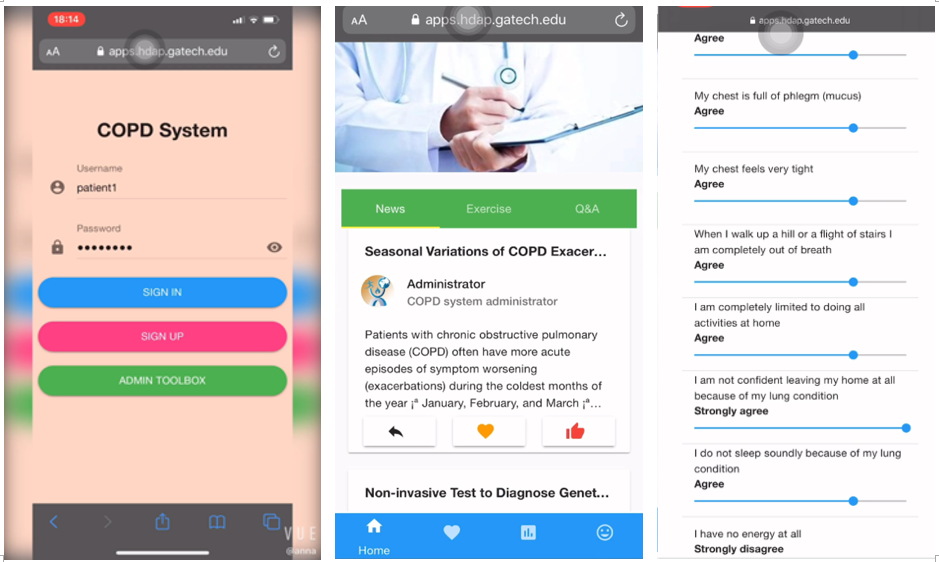 18:14
AA apps.hdap.gatech.edu
COPD System
Username
patient1
Password
SIGN IN
SIGN UP
ADMIN TOOLBOX
VUE
AA apps.hdap.gatech.edu
News Exercise Q&A
Seasonal Variations of COPD Exacer...
Administrator
COPD system administrator
Patients with chronic obstructive pulmonary
disease (COPD) often have more acute
episodes of symptom worsening
(exacerbations) during the coldest months of
the year ¡ª January, February, and March ¡ª...
Non-invasive Test to Diagnose Genet...
Home
apps.hdap.gatech.edu
Agree
My chest is full of phlegm (mucus)
Agree
My chest feels very tight
Agree
When I walk up a hill or a flight of stairs I
am completely out of breath
Agree
I am completely limited to doing all
activities at home
Agree
I am not confident leaving my home at all
because of my lung condition
Strongly agree
I do not sleep soundly because of my lung
condition
Agree
I have no energy at all
Strongly disagree